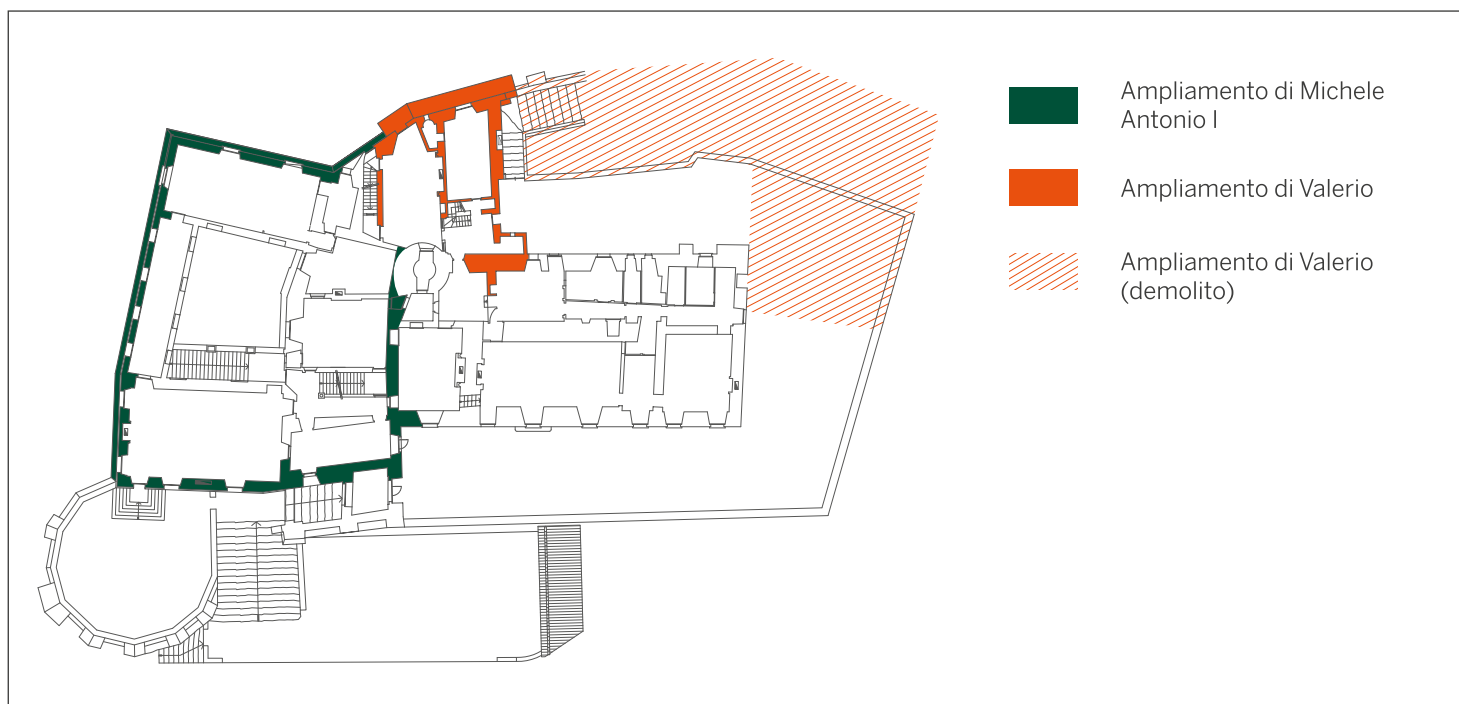 Ampliamento di Michele
Antonio I
Ampliamento di Valerio
Ampliamento di Valerio
(demolito)